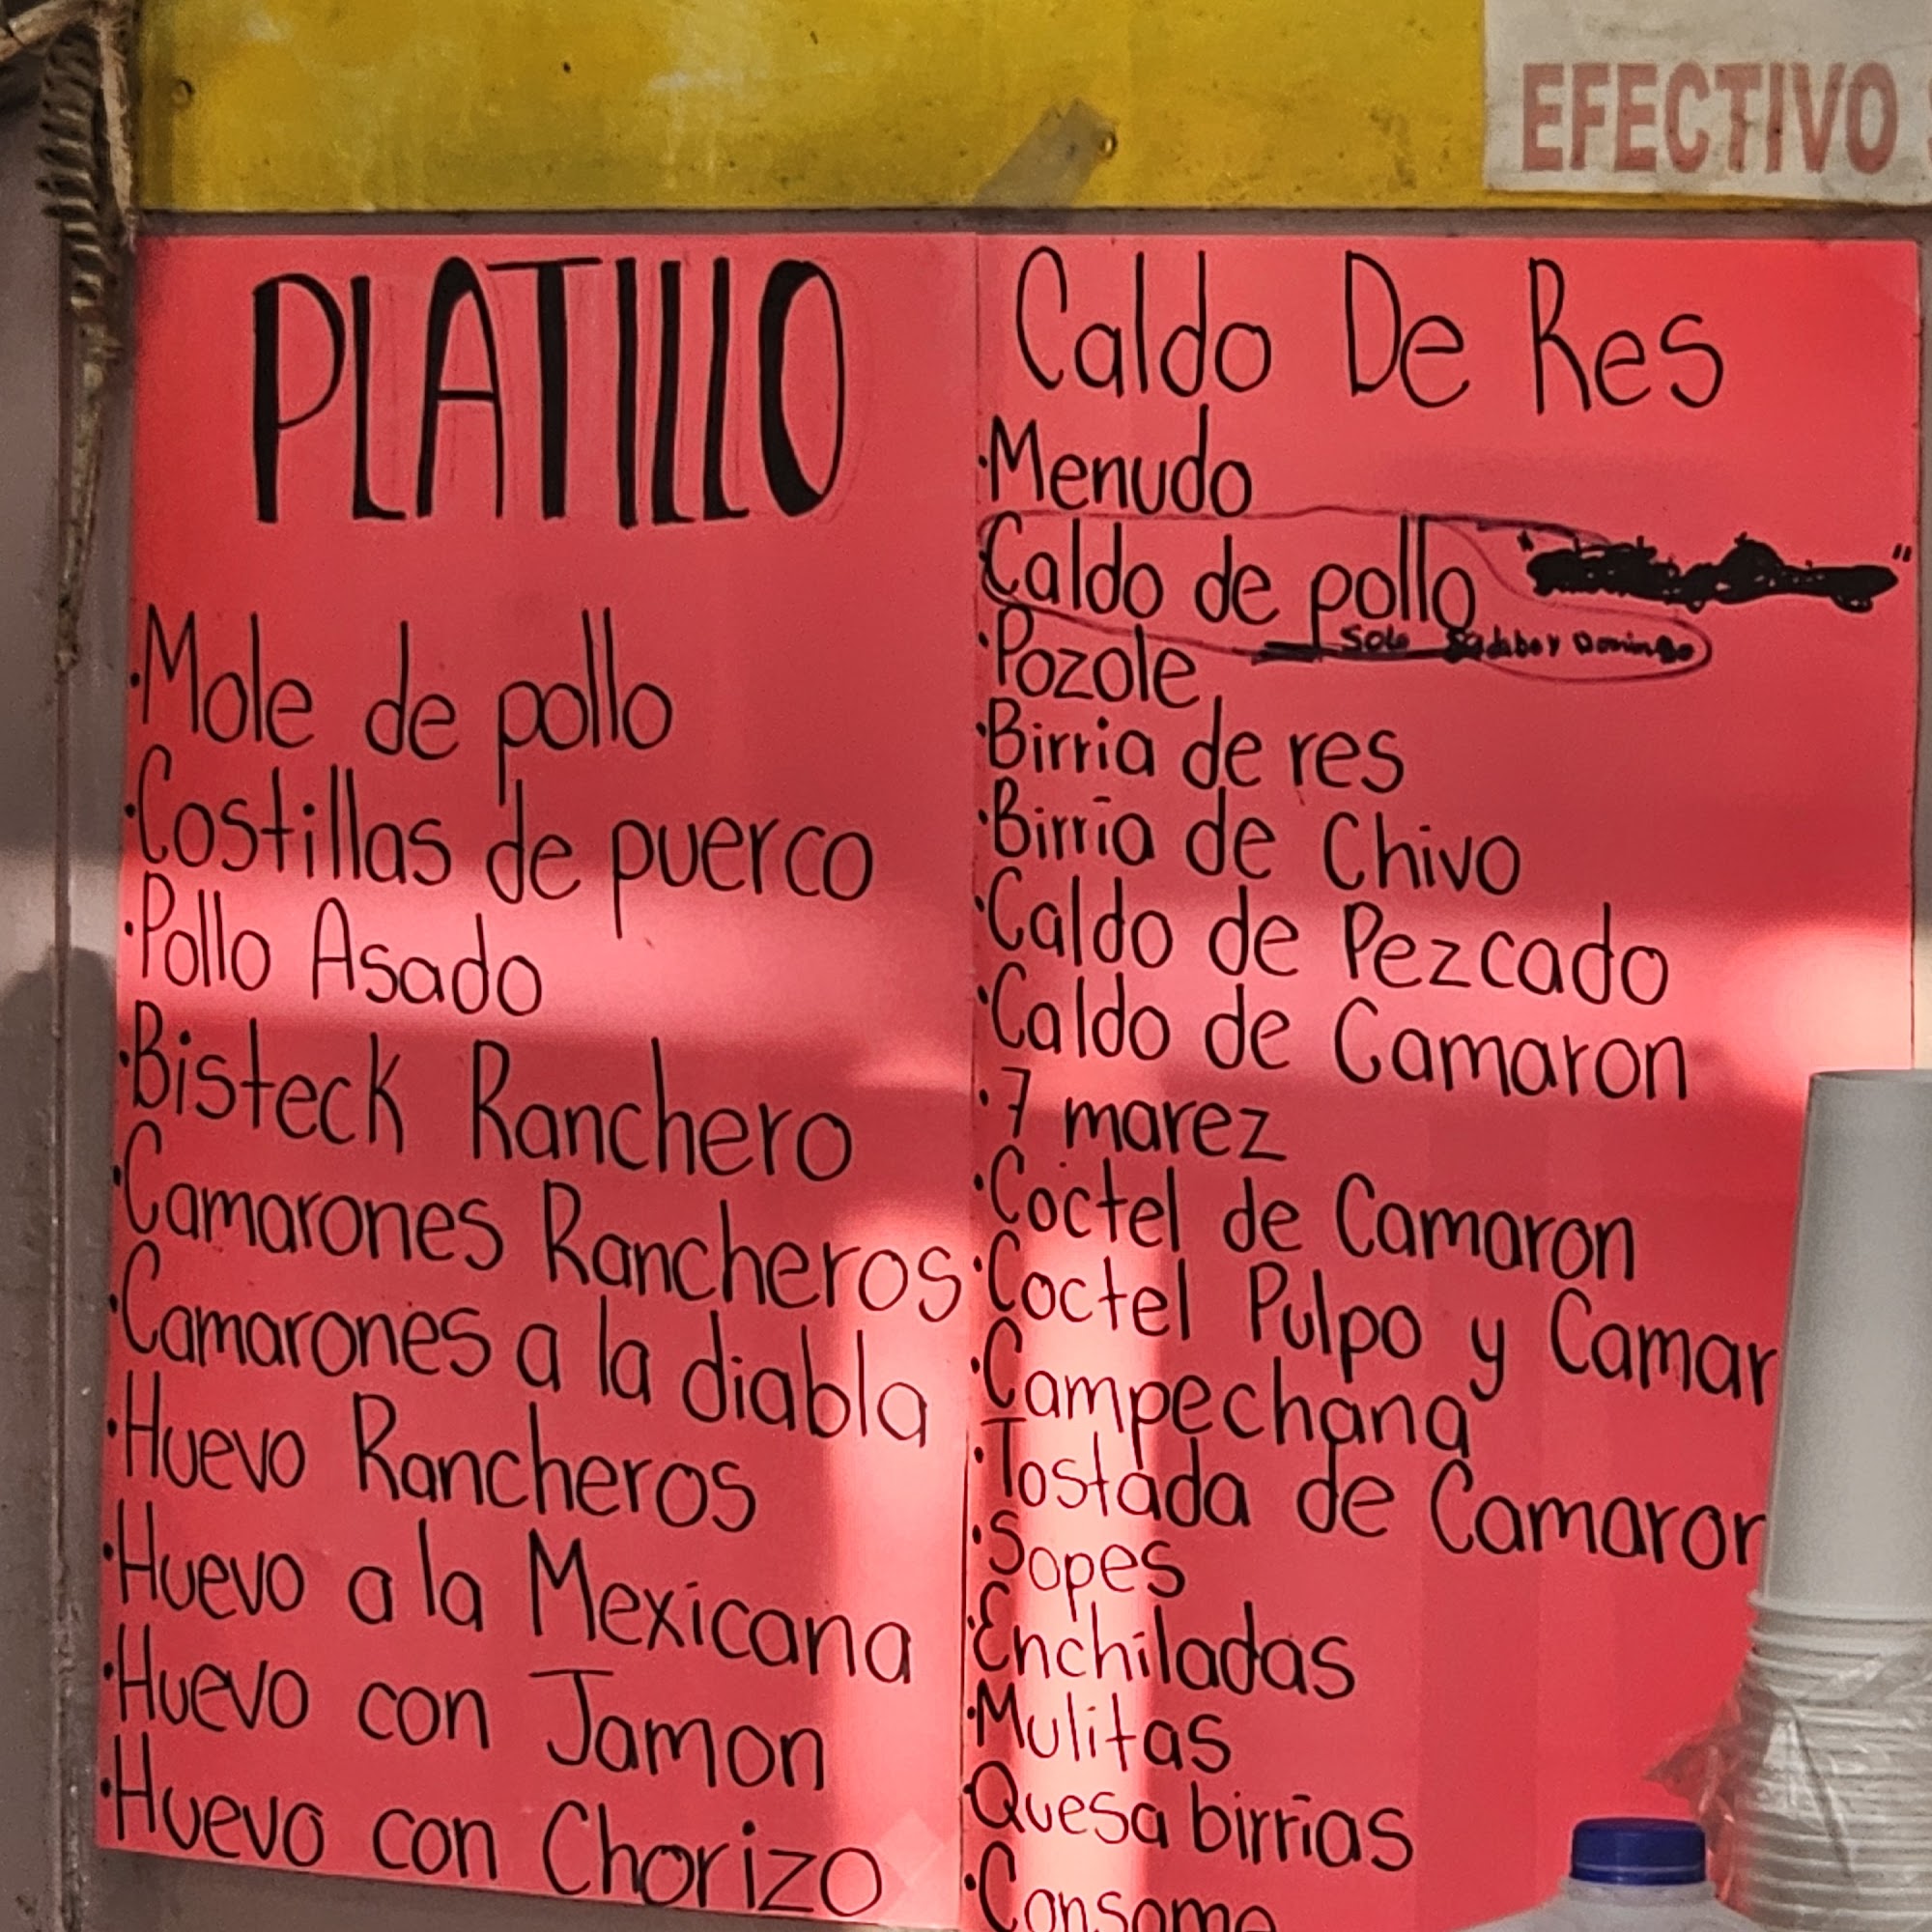 EFECTIVO
PLATILLO
·Mole de pollo
·Costillas de puerco
·Pollo Asado
·Bisteck Ranchero
·Camarones Rancheros
·Camarones a la diabla
·Huevo Rancheros
·Huevo a la Mexicana
·Huevo con Jamon
·Huevo con Chorizo
Caldo De Res
·Menudo
·Caldo de pollo
Solo Sadabo y Domingo
·Pozole
·Birria de res
·Birria de Chivo
·Caldo de Pezcado
·Caldo de Camaron
·7 marez
·Coctel de Camaron
·Coctel Pulpo y Camar
·Campechana
·Tostada de Camaron
·Sopes
·Enchiladas
·Mulitas
·Quesa birrias
·Consome